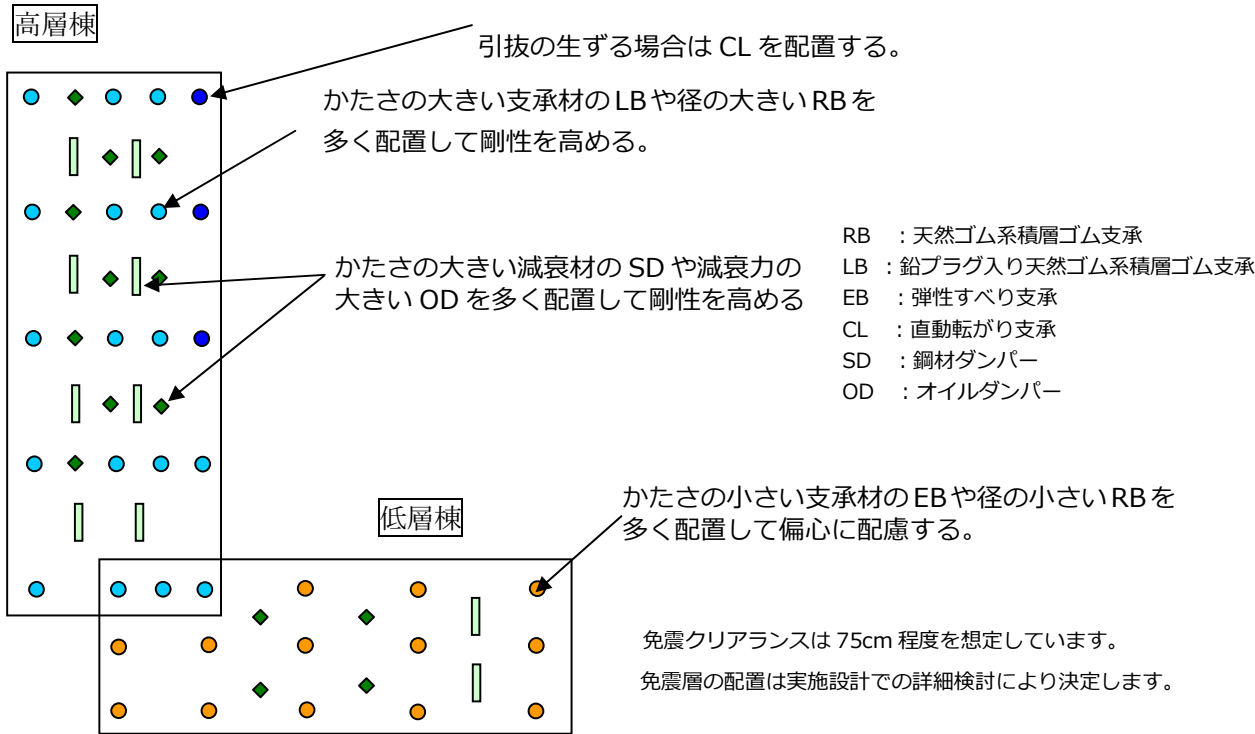 高層棟
引抜の生ずる場合は CL を配置する。
かたさの大きい支承材の LB や径の大きい RB を
多く配置して剛性を高める。
かたさの大きい減衰材の SD や減衰力の
大きい OD を多く配置して剛性を高める
RB ：天然ゴム系積層ゴム支承
LB ：鉛プラグ入り天然ゴム系積層ゴム支承
EB ：弾性すべり支承
CL ：直動転がり支承
SD ：鋼材ダンパー
OD ：オイルダンパー
低層棟
かたさの小さい支承材の EB や径の小さい RB を
多く配置して偏心に配慮する。
免震クリアランスは 75cm 程度を想定しています。
免震層の配置は実施設計での詳細検討により決定します。